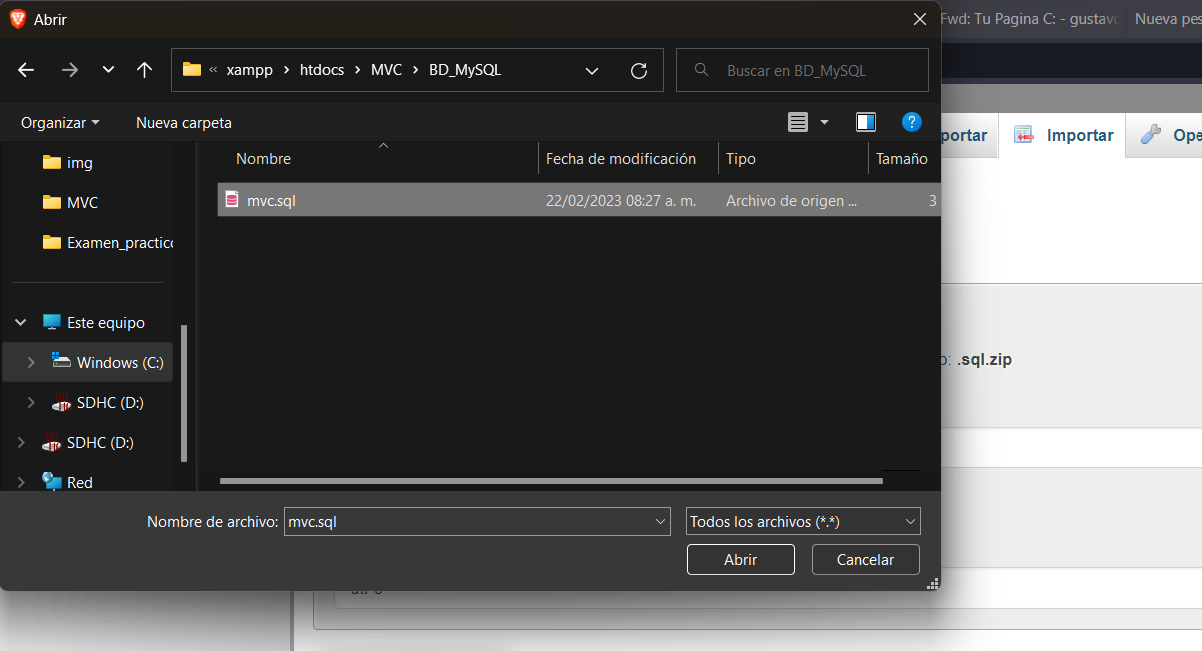 Abrir
Fwd: Tu Pagina C: - gustavo
Nueva pes
« xampp › htdocs › MVC › BD_MySQL
Buscar en BD_MySQL
Organizar
Nueva carpeta
?
portar
Importar
Ope
Nombre
Fecha de modificación
Tipo
Tamaño
img
mvc.sql
22/02/2023 08:27 a. m.
Archivo de origen ...
3
MVC
Examen_practico
Este equipo
Windows (C:)
o: .sql.zip
SDHC (D:)
SDHC (D:)
Red
Nombre de archivo:
mvc.sql
Todos los archivos (*.*)
Abrir
Cancelar